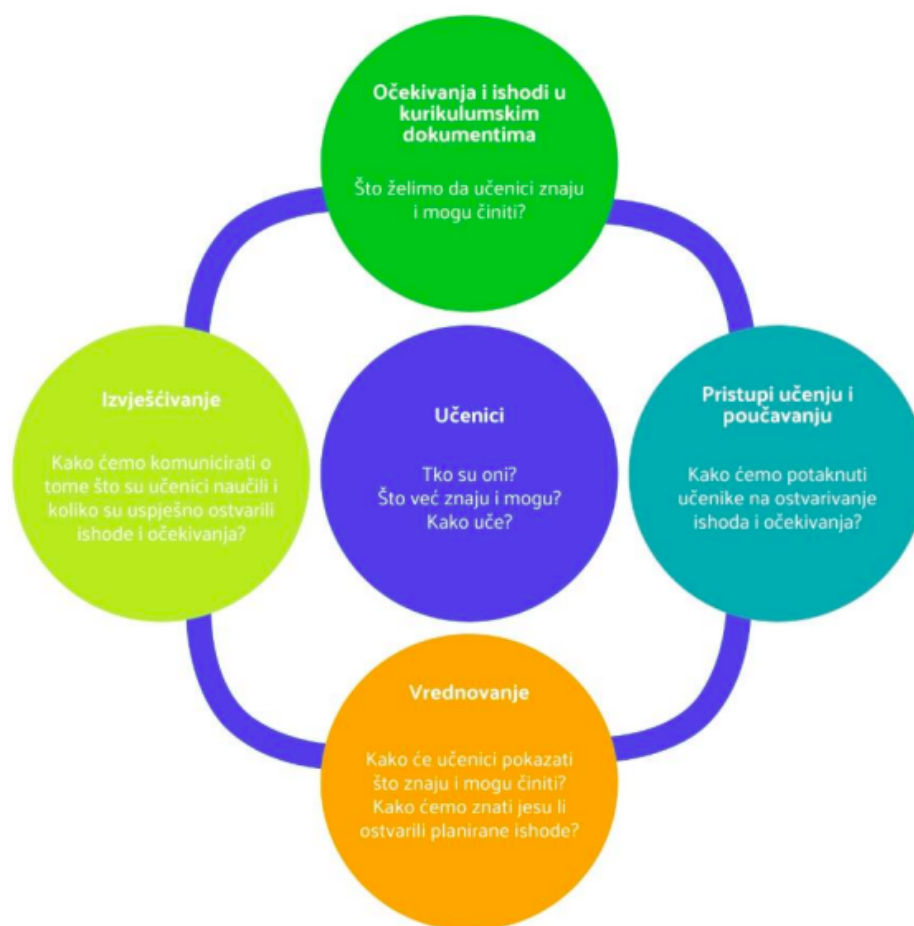 Očekivanja i ishodi u
kurikulumskim
dokumentima
Što želimo da učenici znaju
i mogu činiti?
Izvješćivanje
Kako ćemo komunicirati o
tome što su učenici naučili i
koliko su uspješno ostvarili
ishode i očekivanja?
Učenici
Tko su oni?
Što već znaju i mogu?
Kako uče?
Pristupi učenju i
poučavanju
Kako ćemo potaknuti
učenike na ostvarivanje
ishoda i očekivanja?
Vrednovanje
Kako će učenici pokazati
što znaju i mogu činiti?
Kako ćemo znati jesu li
ostvarili planirane ishode?